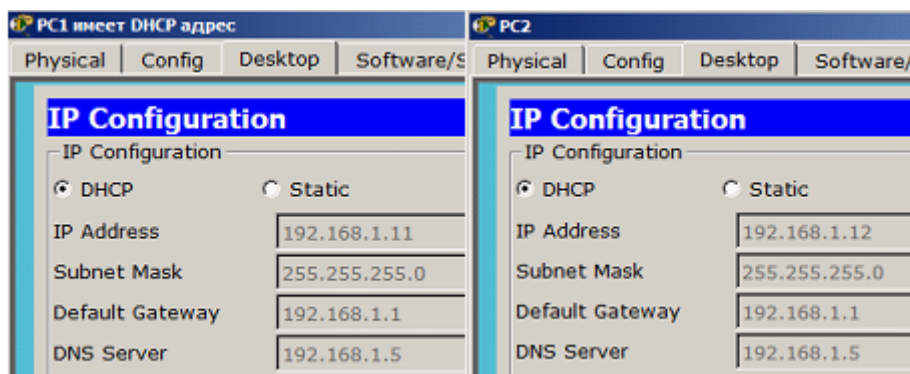 PC1 имеет DHCP адрес
Physical Config Desktop Software/S
IP Configuration
IP Configuration
DHCP Static
IP Address 192.168.1.11
Subnet Mask 255.255.255.0
Default Gateway 192.168.1.1
DNS Server 192.168.1.5
PC2
Physical Config Desktop Software/
IP Configuration
IP Configuration
DHCP Static
IP Address 192.168.1.12
Subnet Mask 255.255.255.0
Default Gateway 192.168.1.1
DNS Server 192.168.1.5